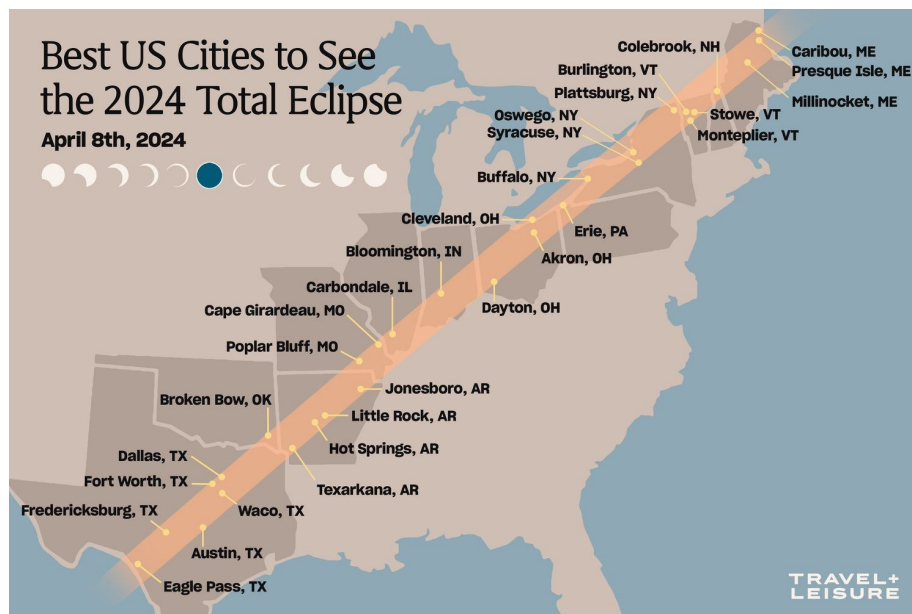 Best US Cities to See
the 2024 Total Eclipse
April 8th, 2024
Colebrook, NH
Caribou, ME
Burlington, VT
Presque Isle, ME
Plattsburg, NY
Millinocket, ME
Oswego, NY
Stowe, VT
Syracuse, NY
Monteplier, VT
Buffalo, NY
Cleveland, OH
Erie, PA
Bloomington, IN
Akron, OH
Carbondale, IL
Dayton, OH
Cape Girardeau, MO
Poplar Bluff, MO
Jonesboro, AR
Broken Bow, OK
Little Rock, AR
Hot Springs, AR
Dallas, TX
Fort Worth, TX
Texarkana, AR
Fredericksburg, TX
Waco, TX
Austin, TX
Eagle Pass, TX
TRAVEL+
LEISURE